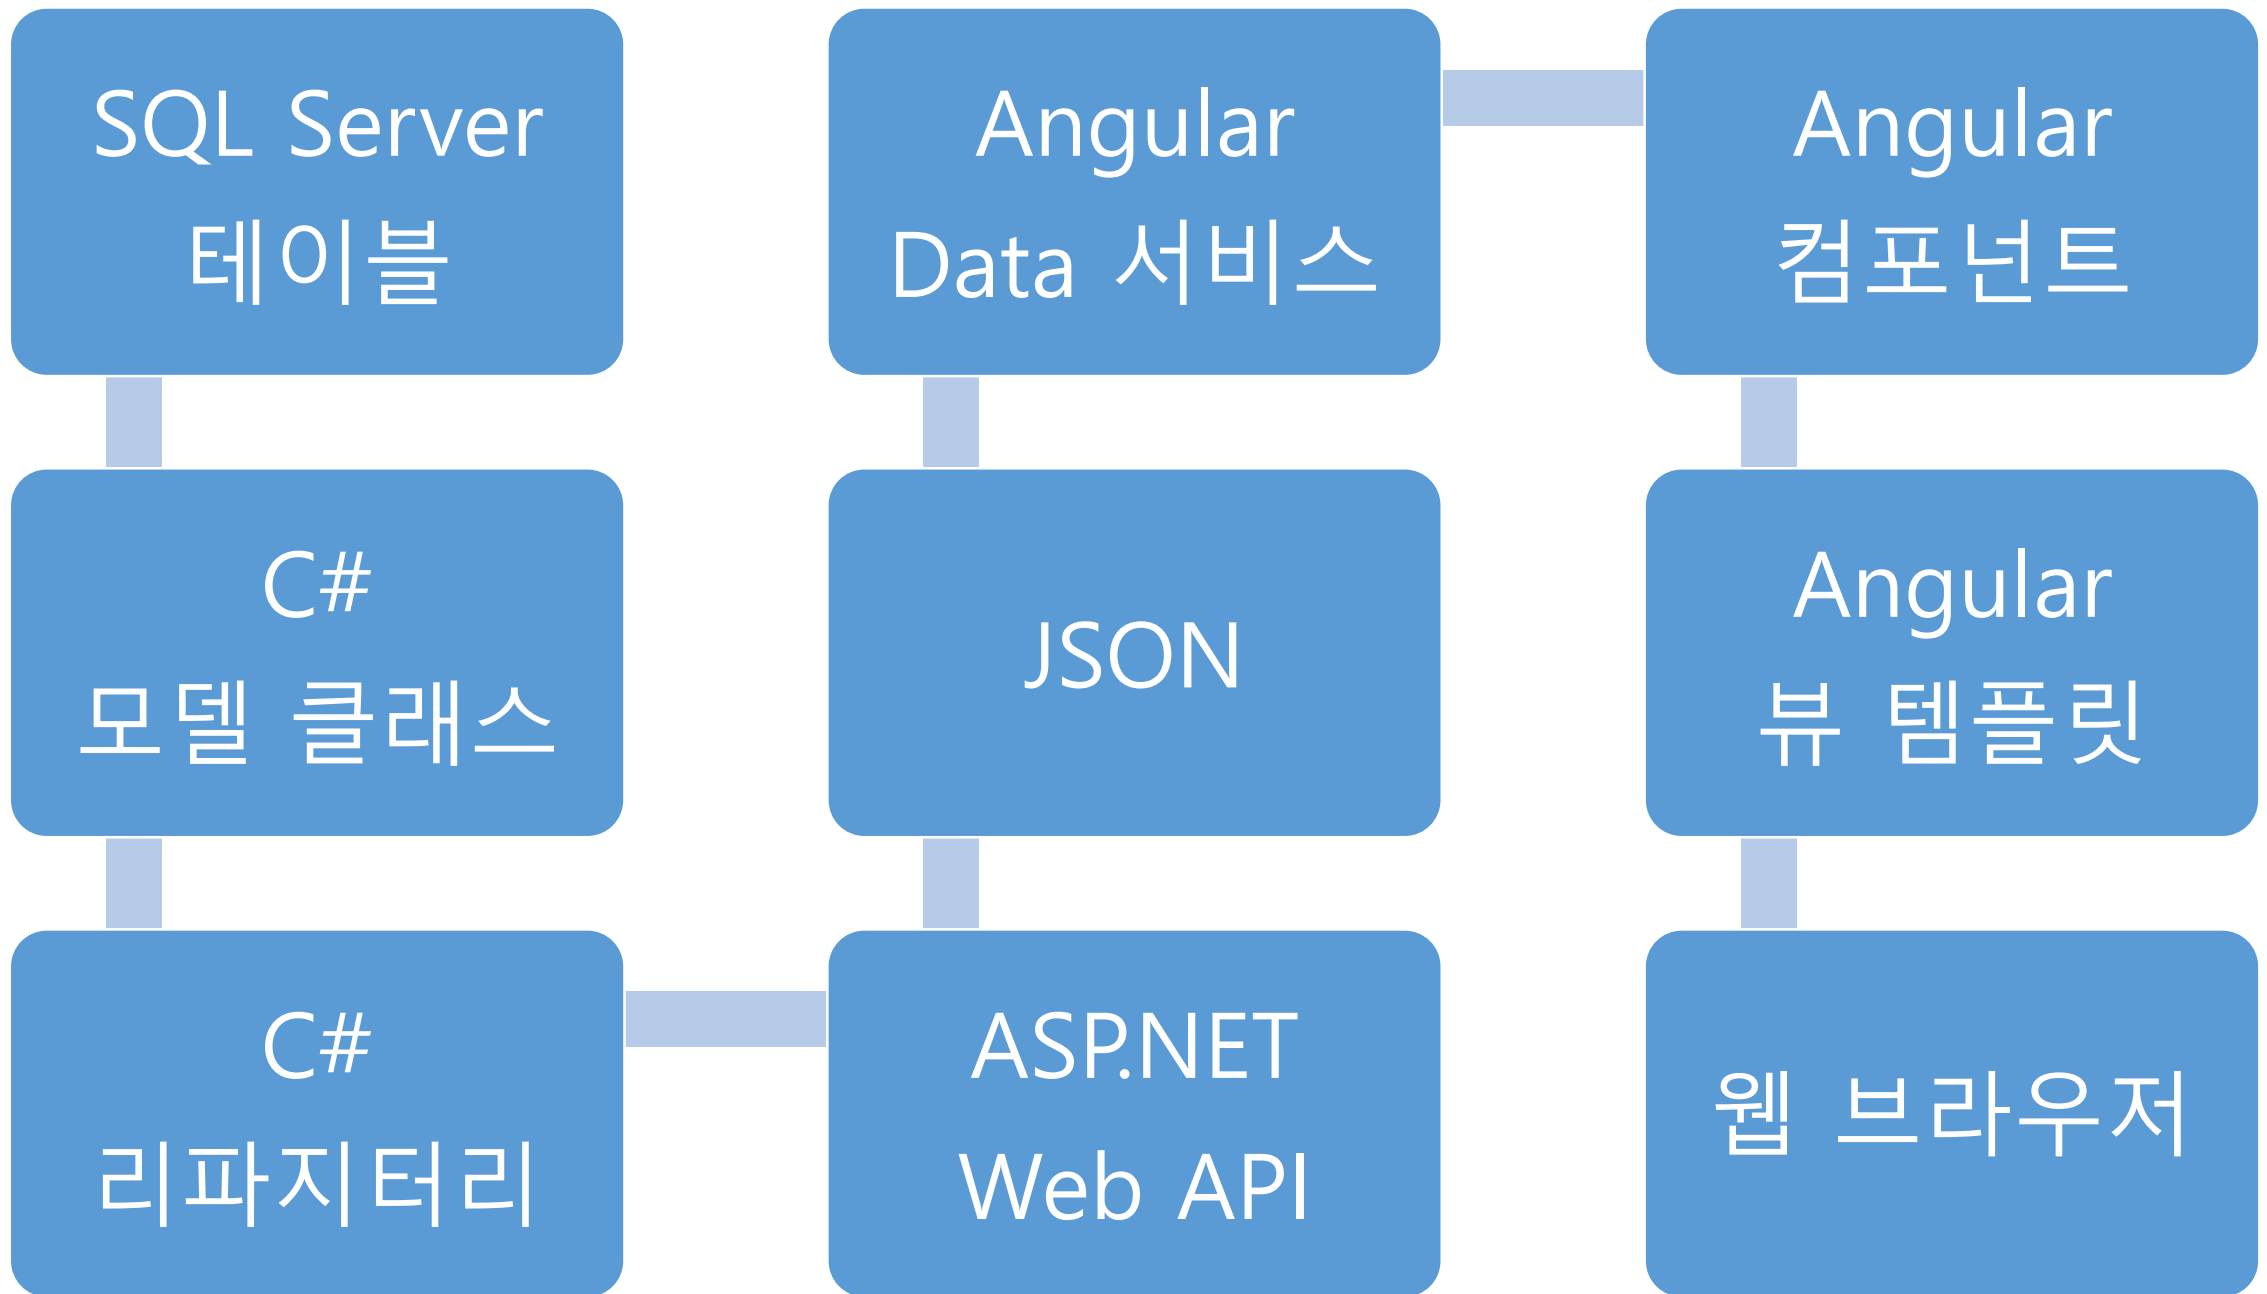 SQL Server
테이블
C#
모델 클래스
C#
리파지터리
ASP.NET
Web API
JSON
Angular
Data 서비스
Angular
컴포넌트
Angular
뷰 템플릿
웹 브라우저